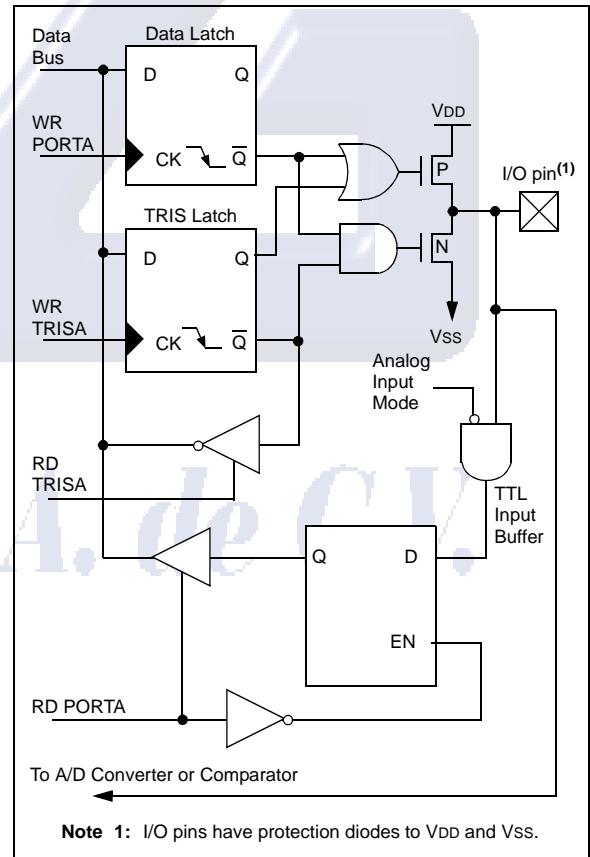 Data Latch
Data
Bus
D
Q
WR
PORTA
CK
Q
VDD
P
I/O pin(1)
TRIS Latch
D
Q
N
WR
TRISA
CK
Q
VSS
Analog
Input
Mode
RD
TRISA
TTL
Input
Buffer
A. de C.V.
Q
D
EN
RD PORTA
To A/D Converter or Comparator
Note 1: I/O pins have protection diodes to VDD and VSS.